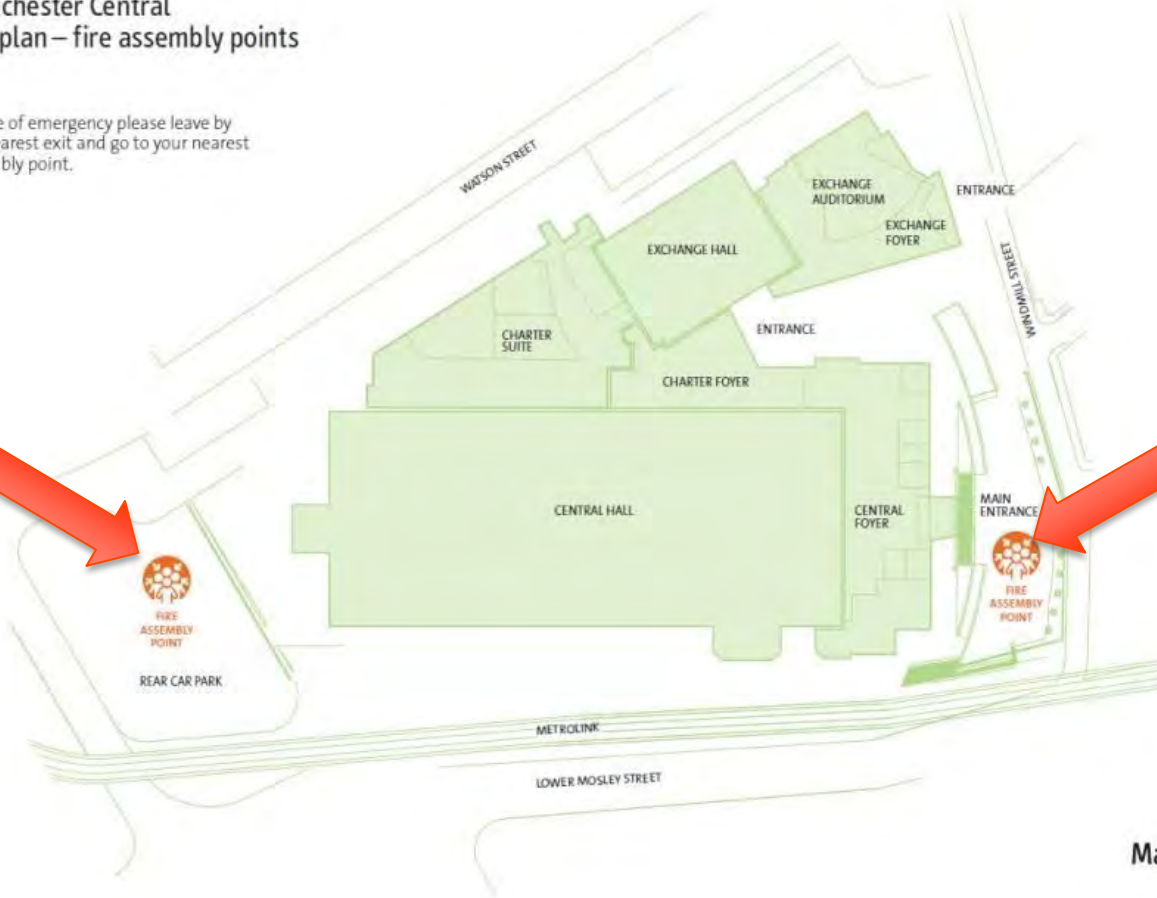 chester Central
plan – fire assembly points
e of emergency please leave by
arest exit and go to your nearest
bly point.
WATSON STREET
EXCHANGE
AUDITORIUM
ENTRANCE
EXCHANGE
FOYER
EXCHANGE HALL
WINDMILL STREET
CHARTER
SUITE
ENTRANCE
CHARTER FOYER
CENTRAL HALL
CENTRAL
FOYER
MAIN
ENTRANCE
FIRE
ASSEMBLY
POINT
FIRE
ASSEMBLY
POINT
REAR CAR PARK
METROLINK
LOWER MOSLEY STREET
Ma